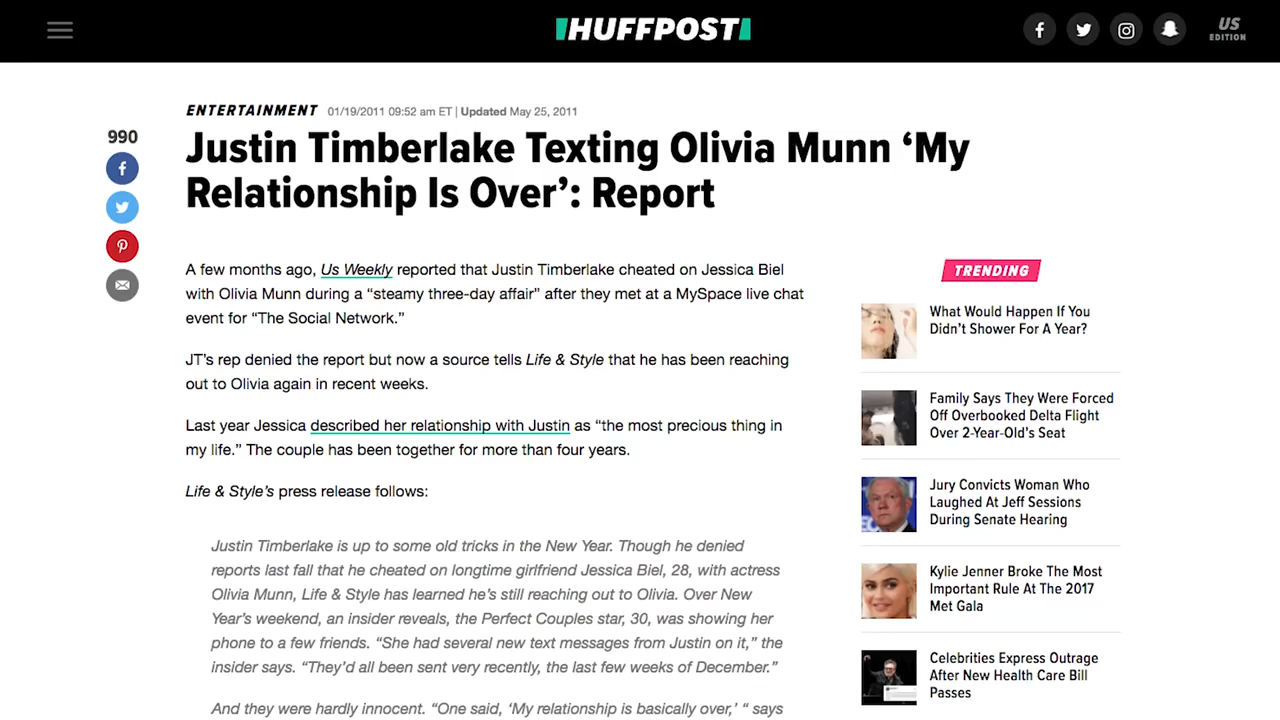 HUFFPOST
US
EDITION
ENTERTAINMENT 01/19/2011 09:52 am ET | Updated May 25, 2011
990
Justin Timberlake Texting Olivia Munn ‘My
Relationship Is Over’: Report
A few months ago, Us Weekly reported that Justin Timberlake cheated on Jessica Biel
with Olivia Munn during a “steamy three-day affair” after they met at a MySpace live chat
event for “The Social Network.”
JT’s rep denied the report but now a source tells Life & Style that he has been reaching
out to Olivia again in recent weeks.
Last year Jessica described her relationship with Justin as “the most precious thing in
my life.” The couple has been together for more than four years.
Life & Style’s press release follows:
Justin Timberlake is up to some old tricks in the New Year. Though he denied
reports last fall that he cheated on longtime girlfriend Jessica Biel, 28, with actress
Olivia Munn, Life & Style has learned he’s still reaching out to Olivia. Over New
Year’s weekend, an insider reveals, the Perfect Couples star, 30, was showing her
phone to a few friends. “She had several new text messages from Justin on it,” the
insider says. “They’d all been sent very recently, the last few weeks of December.”
And they were hardly innocent. “One said, ‘My relationship is basically over,’ “ says
TRENDING
What Would Happen If You
Didn’t Shower For A Year?
Family Says They Were Forced
Off Overbooked Delta Flight
Over 2-Year-Old’s Seat
Jury Convicts Woman Who
Laughed At Jeff Sessions
During Senate Hearing
Kylie Jenner Broke The Most
Important Rule At The 2017
Met Gala
Celebrities Express Outrage
After New Health Care Bill
Passes